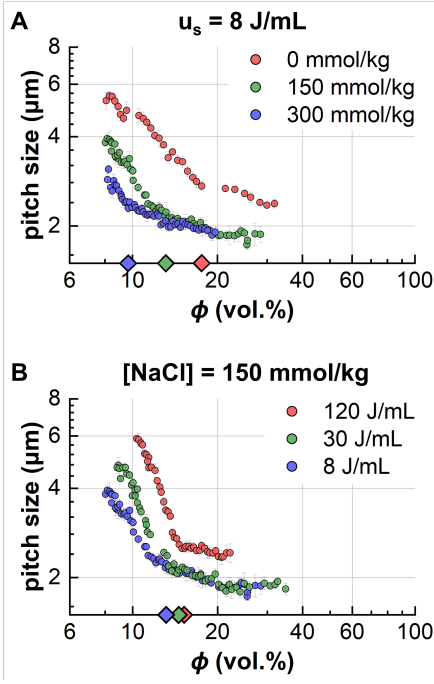 A
uₛ = 8 J/mL
0 mmol/kg
150 mmol/kg
300 mmol/kg
8
6
4
2
pitch size (µm)
6 10 20 40 60 100
ϕ (vol.%)
B
[NaCl] = 150 mmol/kg
120 J/mL
30 J/mL
8 J/mL
8
6
4
2
pitch size (µm)
6 10 20 40 60 100
ϕ (vol.%)